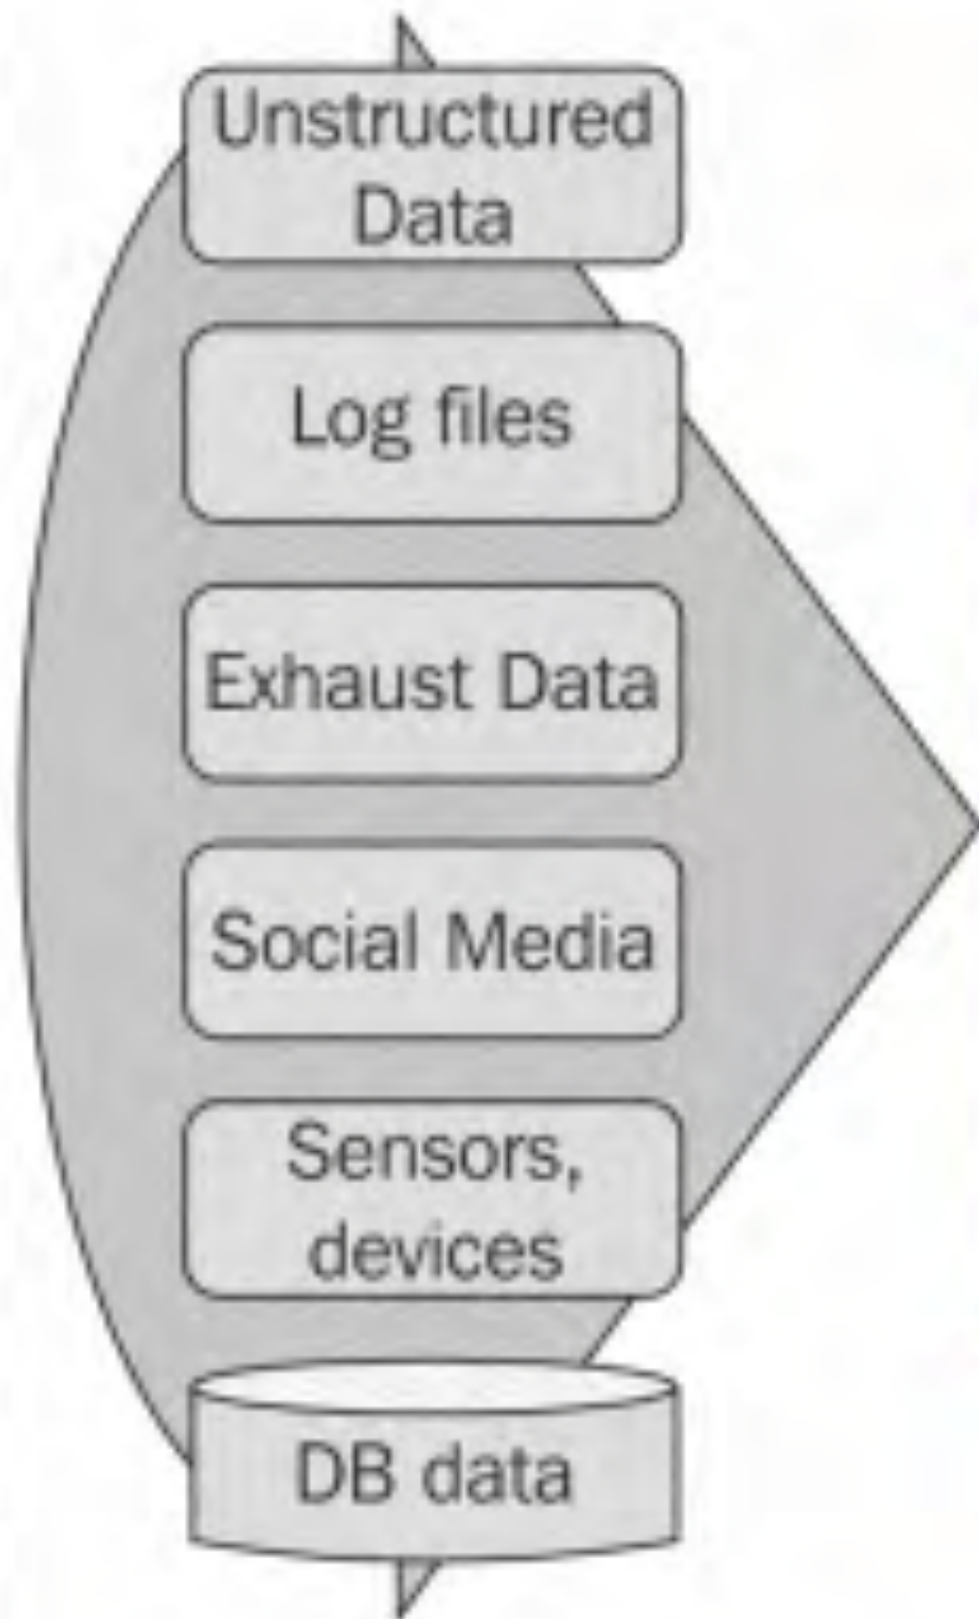 Unstructured
Data
Log files
Exhaust Data
Social Media
Sensors,
devices
DB data